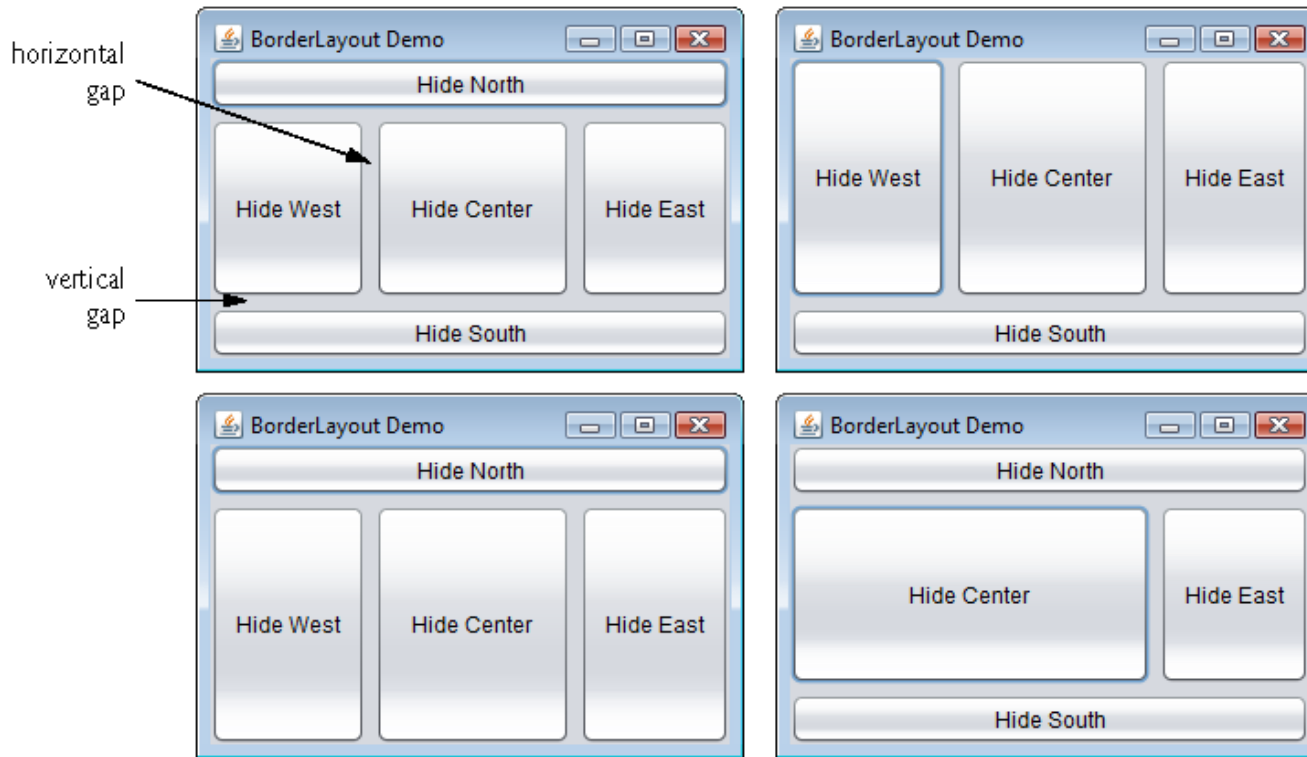 horizontal
gap
vertical
gap
BorderLayout Demo
Hide North
Hide West
Hide Center
Hide East
Hide South
BorderLayout Demo
Hide West
Hide Center
Hide East
Hide South
BorderLayout Demo
Hide North
Hide West
Hide Center
Hide East
BorderLayout Demo
Hide North
Hide Center
Hide East
Hide South